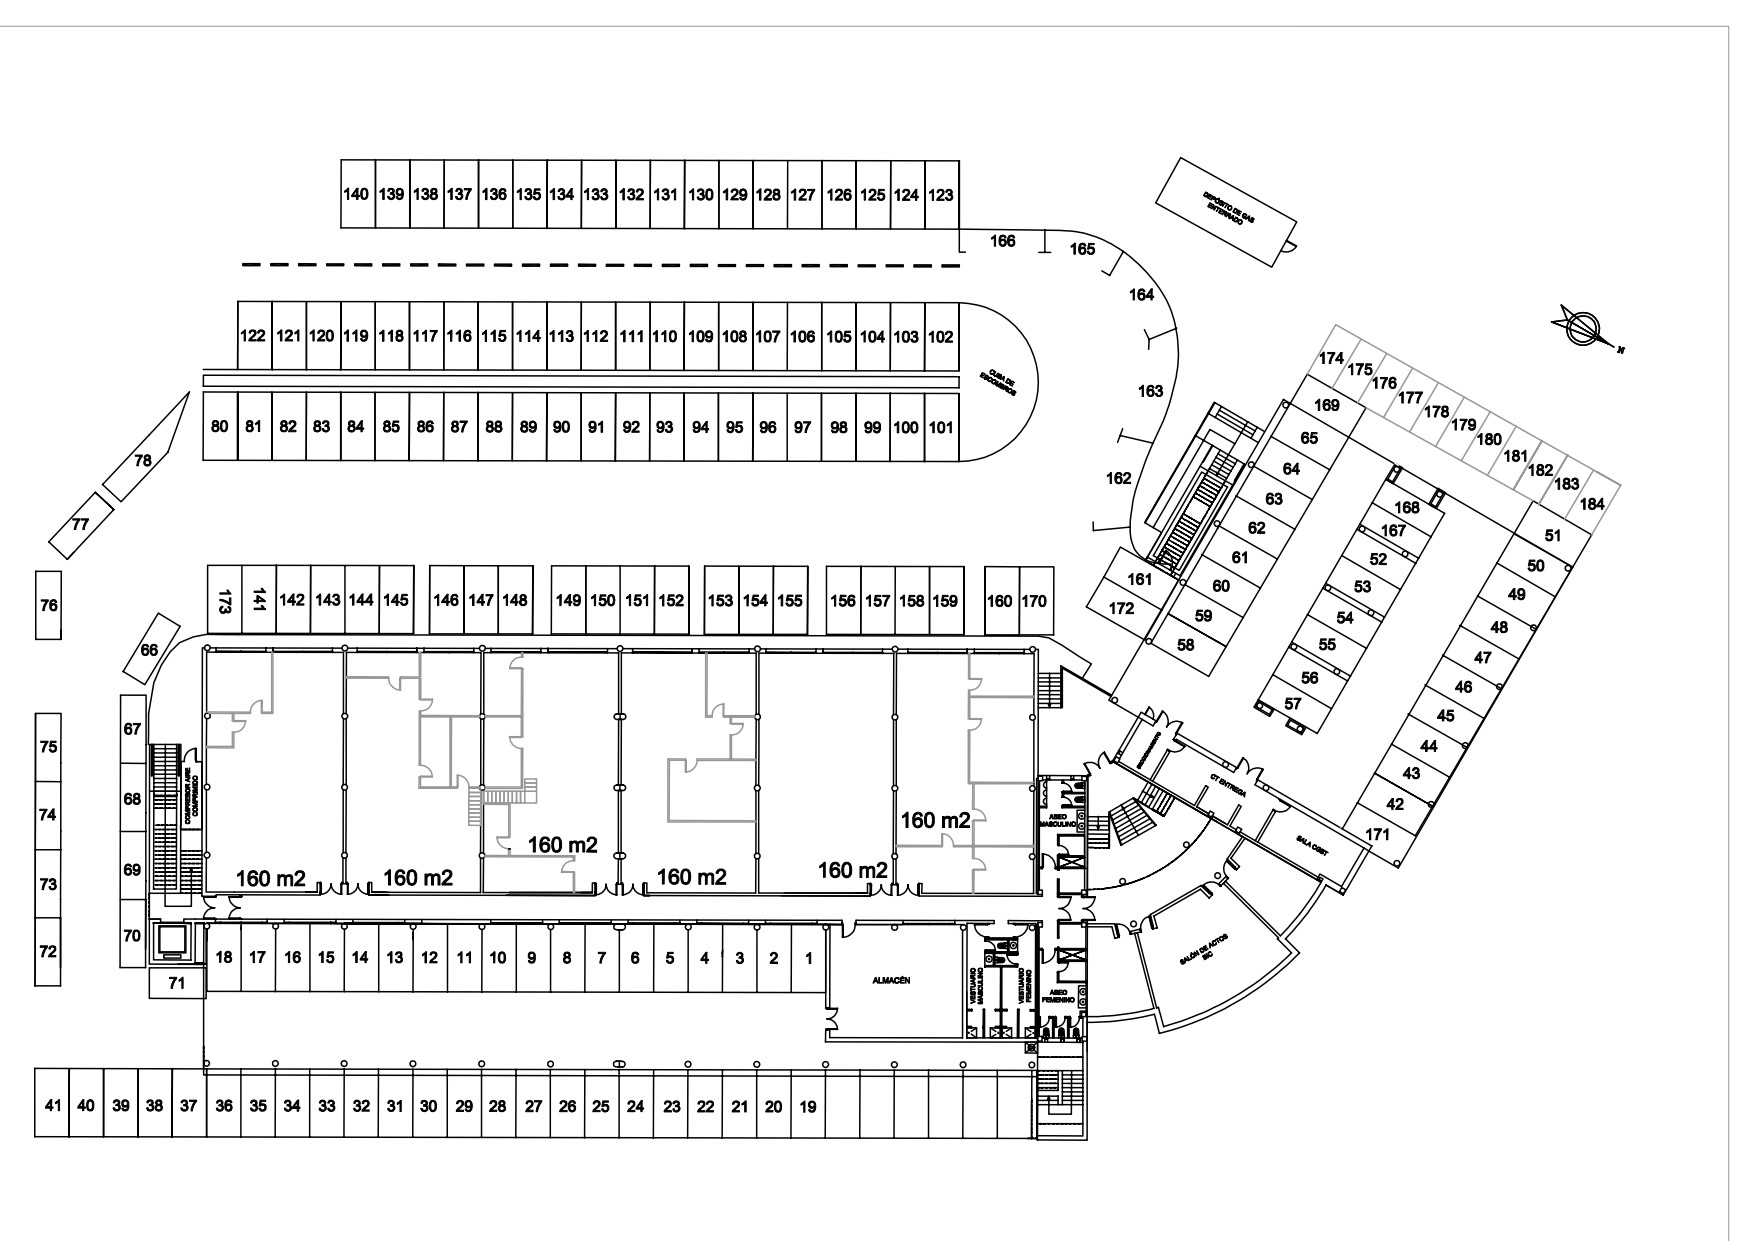 140 139 138 137 136 135 134 133 132 131 130 129 128 127 126 125 124 123
DEPÓSITO DE GAS
ENTERRADO
166
165
164
163
162
N
122 121 120 119 118 117 116 115 114 113 112 111 110 109 108 107 106 105 104 103 102
CUBA DE
ESCOMBROS
80 81 82 83 84 85 86 87 88 89 90 91 92 93 94 95 96 97 98 99 100 101
78
77
76
66
174 175 176 177 178 179 180 181 182 183 184
169
65
64
63
62
61
60
59
58
161
172
168
167
52
53
54
55
56
57
51
50
49
48
47
46
45
44
43
42
171
173 141 142 143 144 145 146 147 148 149 150 151 152 153 154 155 156 157 158 159 160 170
67
68
69
70
71
75
74
73
72
COMPRESOR AIRE
COMPRIMIDO
160 m2
160 m2
160 m2
160 m2
160 m2
160 m2
ASEO
MASCULINO
CT ENTREGA
SALA CGBT
SALÓN DE ACTOS
18 17 16 15 14 13 12 11 10 9 8 7 6 5 4 3 2 1
ALMACÉN
VESTUARIO
MASCULINO
VESTUARIO
FEMENINO
ASEO
FEMENINO
41 40 39 38 37 36 35 34 33 32 31 30 29 28 27 26 25 24 23 22 21 20 19